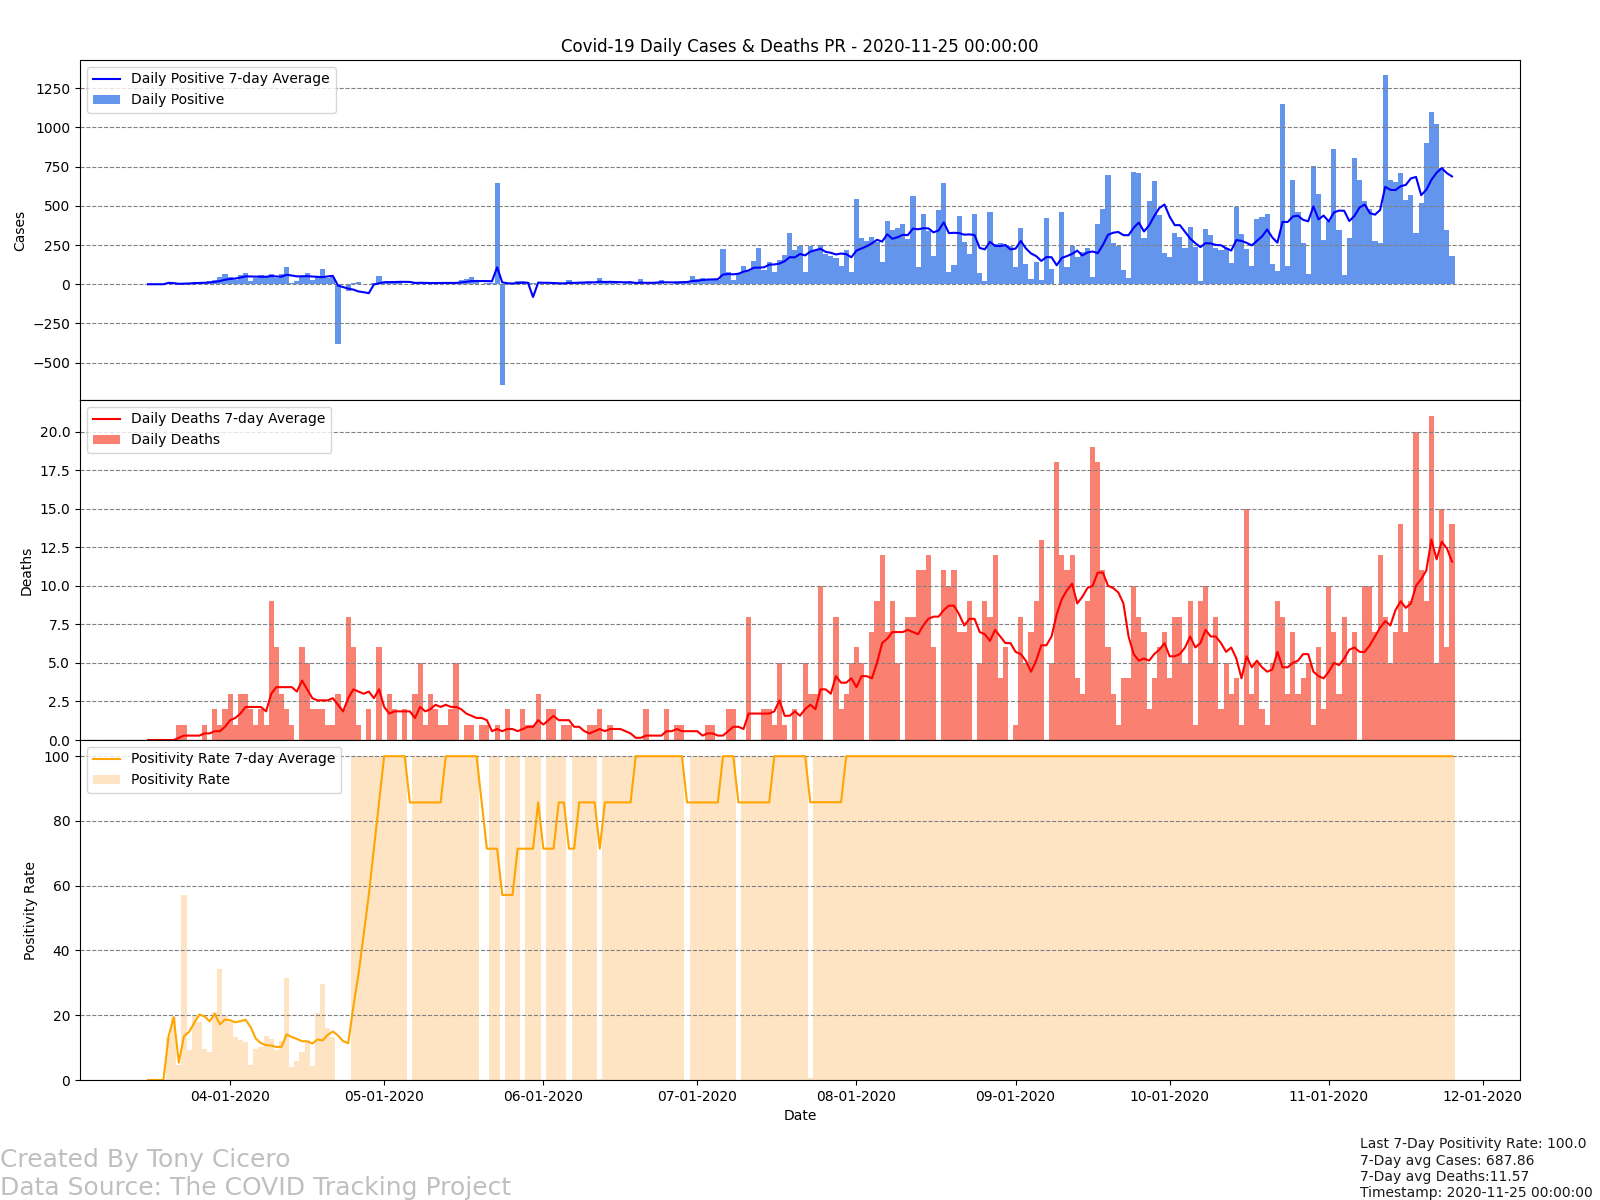 Covid-19 Daily Cases & Deaths PR - 2020-11-25 00:00:00
Daily Positive 7-day Average
Daily Positive
1250
1000
750
500
250
0
−250
−500
Cases
Daily Deaths 7-day Average
Daily Deaths
20.0
17.5
15.0
12.5
10.0
7.5
5.0
2.5
0.0
Deaths
Positivity Rate 7-day Average
Positivity Rate
100
80
60
40
20
0
Positivity Rate
04-01-2020 05-01-2020 06-01-2020 07-01-2020 08-01-2020 09-01-2020 10-01-2020 11-01-2020 12-01-2020
Date
Created By Tony Cicero
Data Source: The COVID Tracking Project
Last 7-Day Positivity Rate: 100.0
7-Day avg Cases: 687.86
7-Day avg Deaths:11.57
Timestamp: 2020-11-25 00:00:00